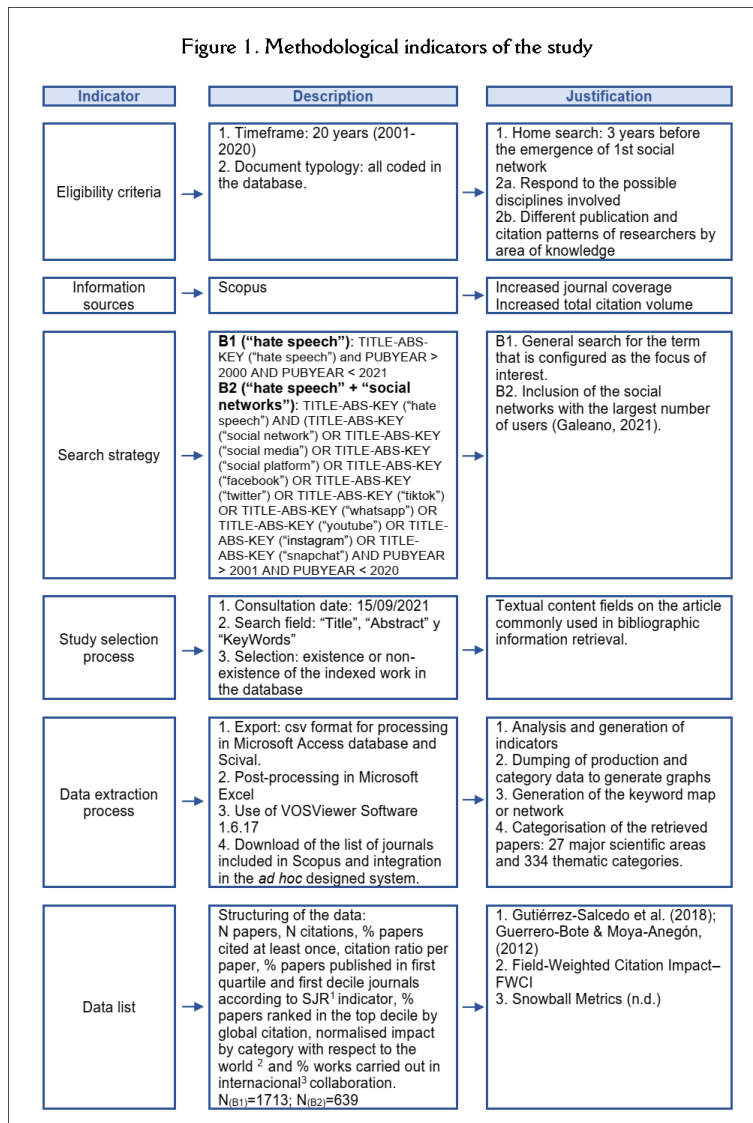 Figure 1. Methodological indicators of the study
Indicator
Description
Justification
Eligibility criteria
1. Timeframe: 20 years (2001-
2020)
2. Document typology: all coded in
the database.
1. Home search: 3 years before
the emergence of 1st social
network
2a. Respond to the possible
disciplines involved
2b. Different publication and
citation patterns of researchers by
area of knowledge
Information
sources
Scopus
Increased journal coverage
Increased total citation volume
Search strategy
B1 (“hate speech”): TITLE-ABS-
KEY (“hate speech”) and PUBYEAR >
2000 AND PUBYEAR < 2021
B2 (“hate speech” + “social
networks”): TITLE-ABS-KEY (“hate
speech”) AND (TITLE-ABS-KEY
(“social network”) OR TITLE-ABS-KEY
(“social media”) OR TITLE-ABS-KEY
(“social platform”) OR TITLE-ABS-KEY
(“facebook”) OR TITLE-ABS-KEY
(“twitter”) OR TITLE-ABS-KEY (“tiktok”)
OR TITLE-ABS-KEY (“whatsapp”) OR
TITLE-ABS-KEY (“youtube”) OR TITLE-
ABS-KEY (“instagram”) OR TITLE-
ABS-KEY (“snapchat”) AND PUBYEAR
> 2001 AND PUBYEAR < 2020
B1. General search for the term
that is configured as the focus of
interest.
B2. Inclusion of the social
networks with the largest number
of users (Galeano, 2021).
Study selection
process
1. Consultation date: 15/09/2021
2. Search field: “Title”, “Abstract” y
“KeyWords”
3. Selection: existence or non-
existence of the indexed work in
the database
Textual content fields on the article
commonly used in bibliographic
information retrieval.
Data extraction
process
1. Export: csv format for processing
in Microsoft Access database and
Scival.
2. Post-processing in Microsoft
Excel
3. Use of VOSViewer Software
1.6.17
4. Download of the list of journals
included in Scopus and integration
in the ad hoc designed system.
1. Analysis and generation of
indicators
2. Dumping of production and
category data to generate graphs
3. Generation of the keyword map
or network
4. Categorisation of the retrieved
papers: 27 major scientific areas
and 334 thematic categories.
Data list
Structuring of the data:
N papers, N citations, % papers
cited at least once, citation ratio per
paper, % papers published in first
quartile and first decile journals
according to SJR1 indicator, %
papers ranked in the top decile by
global citation, normalised impact
by category with respect to the
world 2 and % works carried out in
internacional3 collaboration.
N(B1)=1713; N(B2)=639
1. Gutiérrez-Salcedo et al. (2018);
Guerrero-Bote & Moya-Anegón,
(2012)
2. Field-Weighted Citation Impact–
FWCI
3. Snowball Metrics (n.d.)